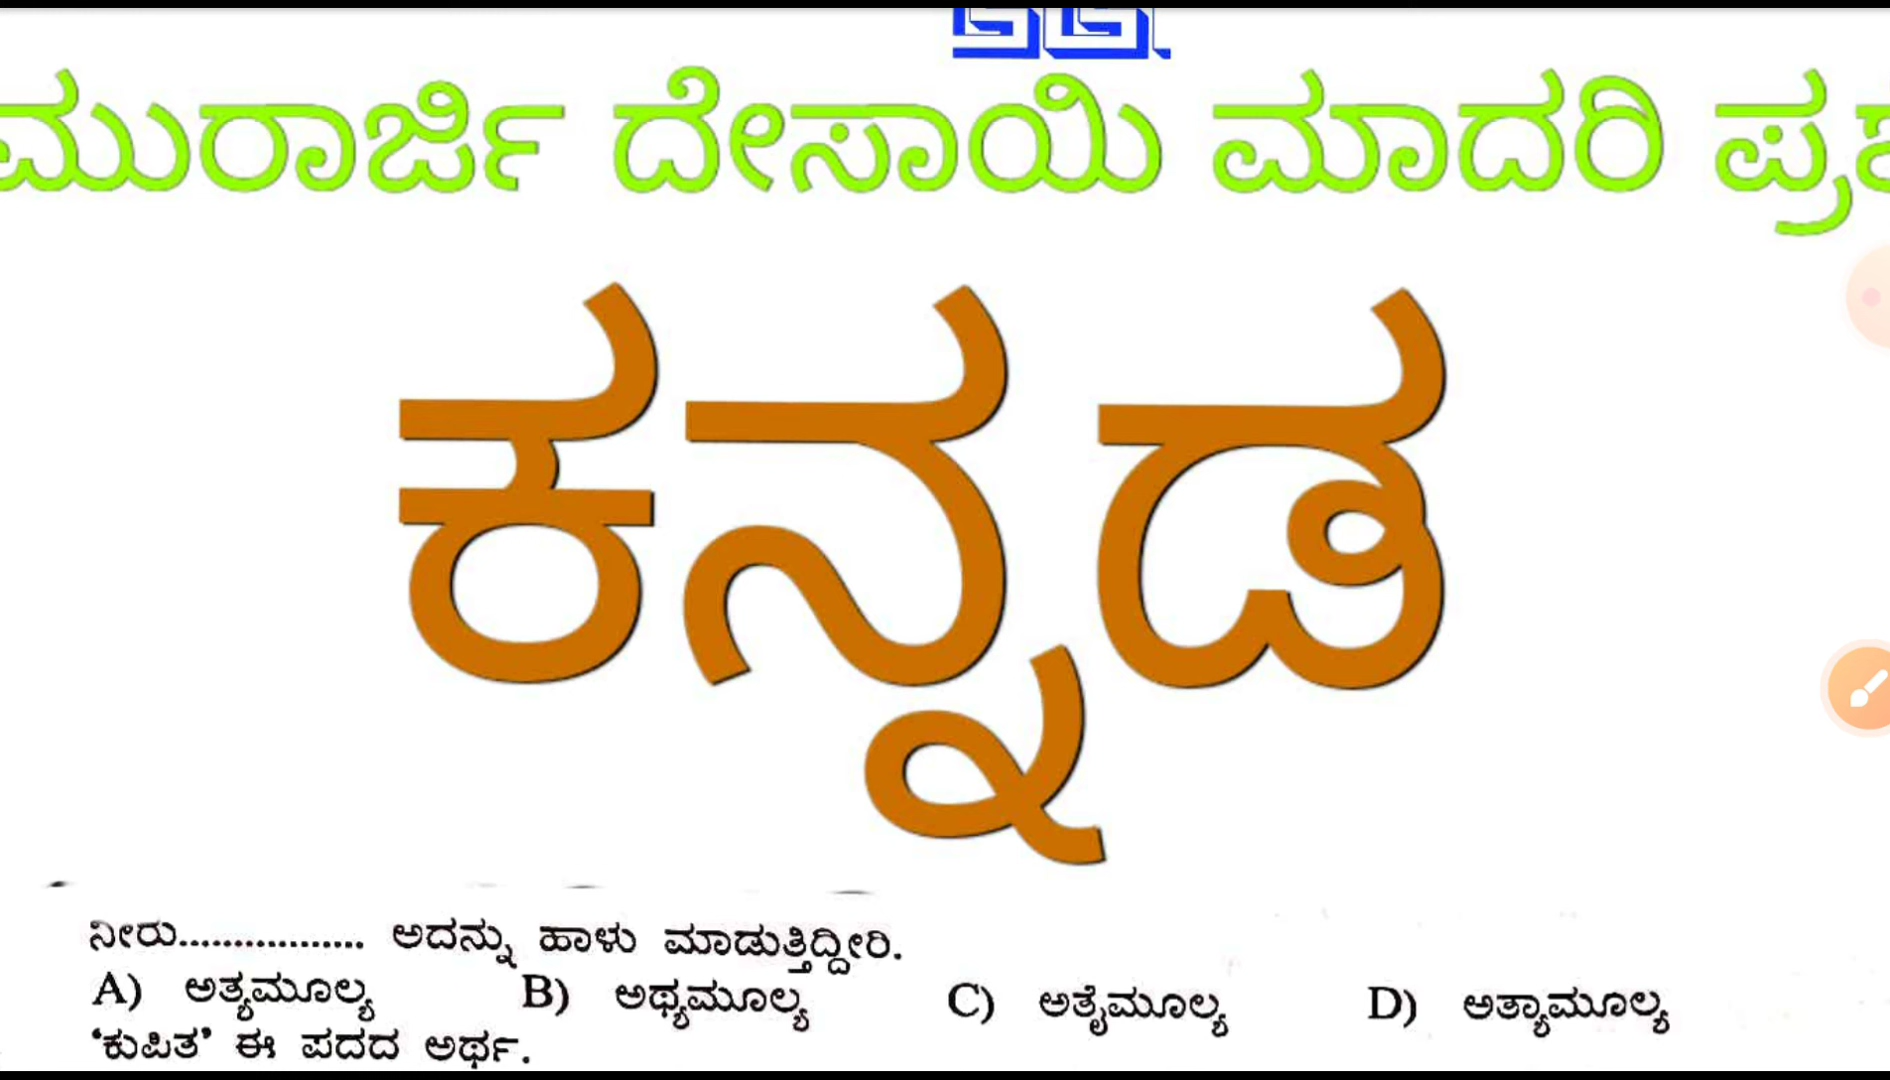 ಮುರಾರ್ಜಿ ದೇಸಾಯಿ ಮಾದರಿ
ಕನ್ನಡ
ನೀರು................. ಅದನ್ನು ಹಾಳು ಮಾಡುತ್ತಿದ್ದೀರಿ.
A) ಅತ್ಯಮೂಲ್ಯ B) ಅಥ್ಯಮೂಲ್ಯ C) ಅತೈಮೂಲ್ಯ D) ಅತ್ಯಾಮೂಲ್ಯ
‘ಕುಪಿತ’ ಈ ಪದದ ಅರ್ಥ.